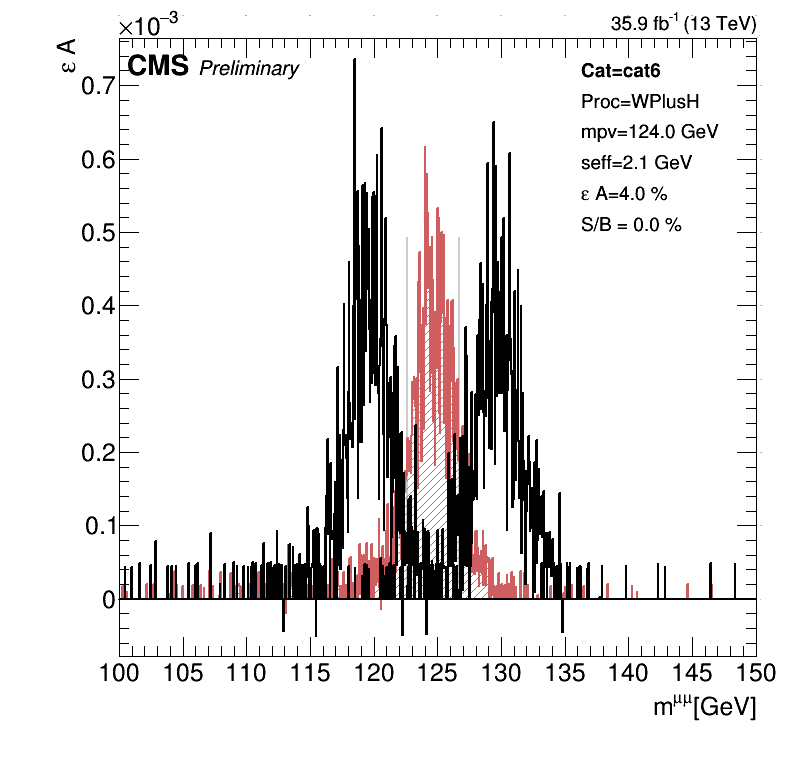 ×10⁻³
35.9 fb⁻¹ (13 TeV)
ε A
CMS Preliminary
Cat=cat6
Proc=WPlusH
mpv=124.0 GeV
seff=2.1 GeV
ε A=4.0 %
S/B = 0.0 %
0.7
0.6
0.5
0.4
0.3
0.2
0.1
0
100 105 110 115 120 125 130 135 140 145 150
m^μμ[GeV]